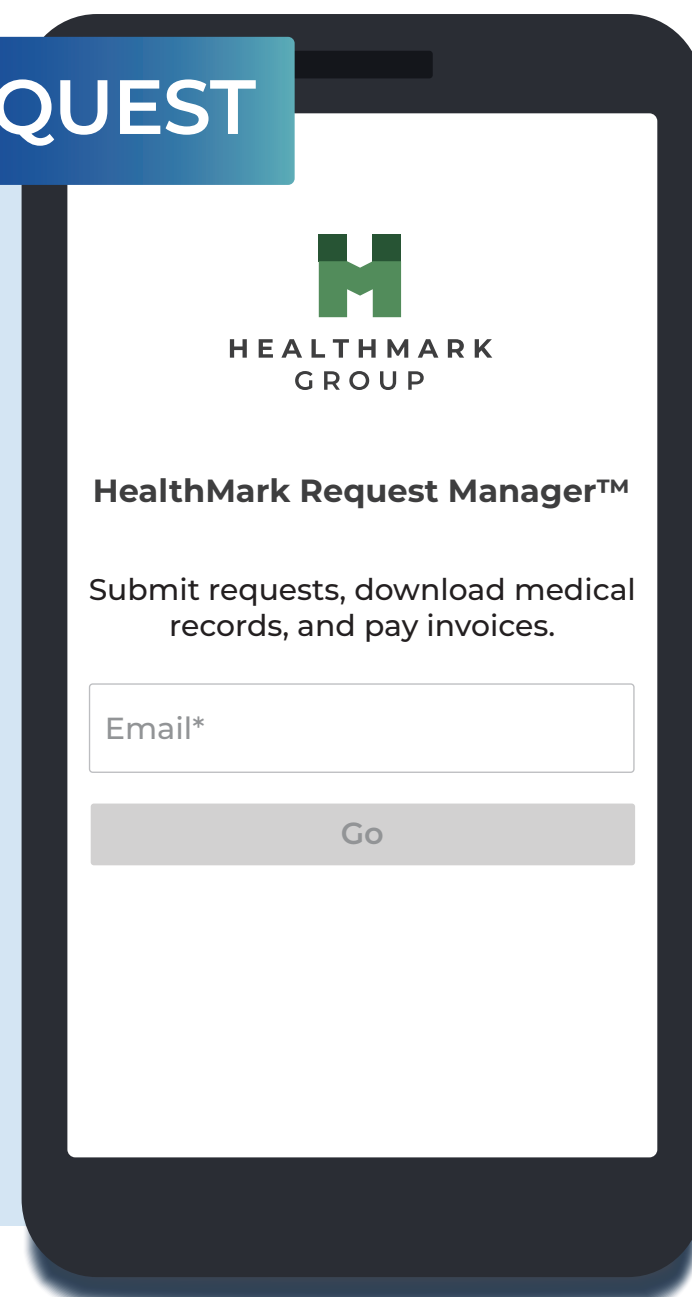 QUEST
HEALTHMARK
GROUP
HealthMark Request Manager™
Submit requests, download medical
records, and pay invoices.
Email*
Go